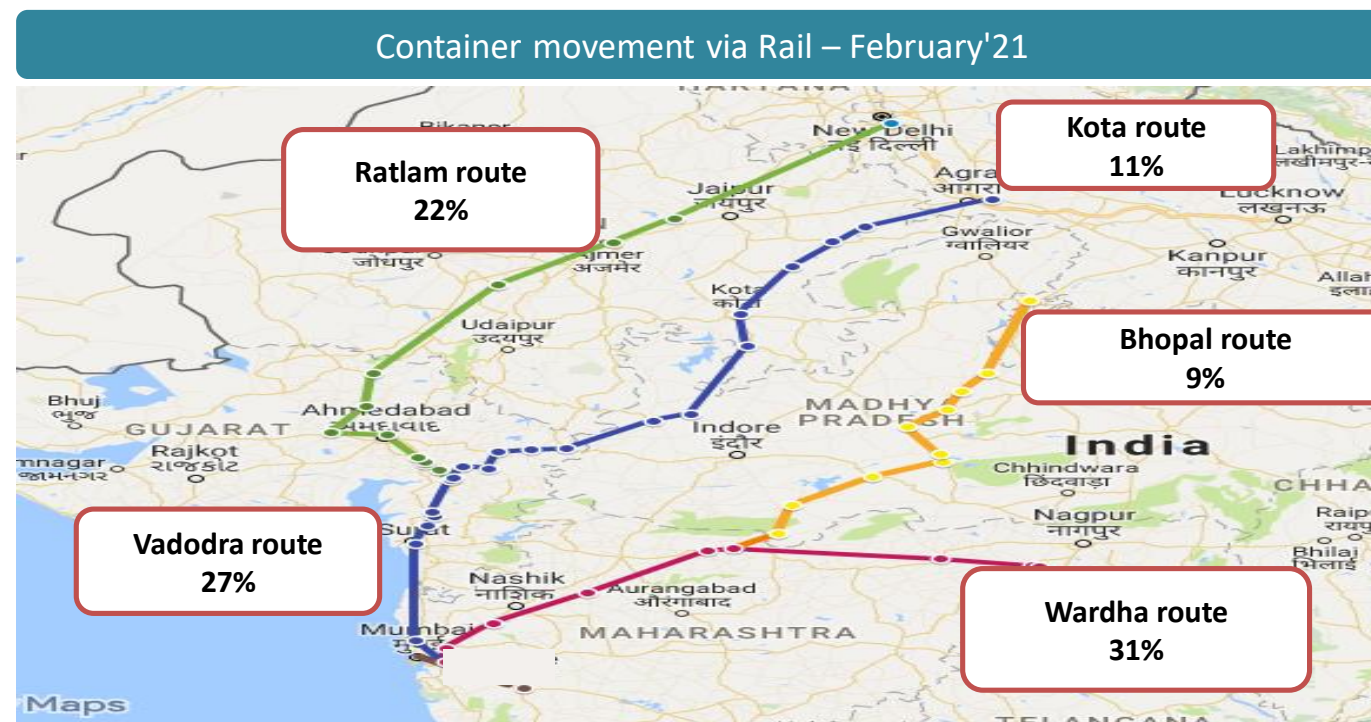 Container movement via Rail – February'21
New Delhi
नई दिल्ली
Ratlam route
22%
Kota route
11%
Agra
आगरा
Jaipur
जयपुर
Lucknow
लखनऊ
Gwalior
ग्वालियर
Kanpur
कानपुर
जोधपुर
अजमेर
Kota
कोटा
Udaipur
उदयपुर
Bhopal route
9%
Bhuj
ભુજ
GUJARAT
Ahmedabad
અમદાવાદ
Rajkot
રાજકોટ
MADHYA
PRADESH
Indore
इंदौर
India
Chhindwara
छिंदवाड़ा
Nagpur
नागपुर
Bhilai
भिलाई
Vadodra route
27%
Surat
Nashik
नाशिक
Aurangabad
औरंगाबाद
Mumbai
मुंबई
MAHARASHTRA
Wardha route
31%
Maps
TELANGANA